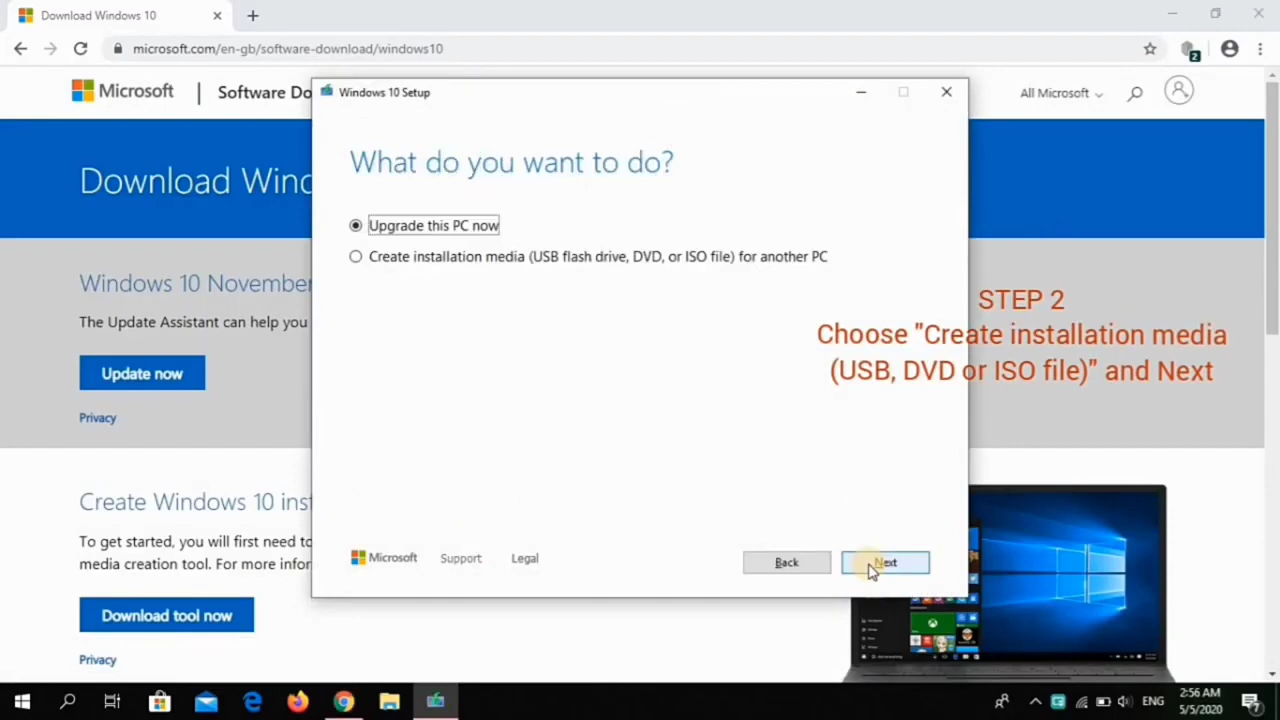 Download Windows 10
microsoft.com/en-gb/software-download/windows10
2
Microsoft
Software Do
All Microsoft
Windows 10 Setup
Download Wind
What do you want to do?
Upgrade this PC now
Create installation media (USB flash drive, DVD, or ISO file) for another PC
Windows 10 November
The Update Assistant can help you
STEP 2
Choose "Create installation media
(USB, DVD or ISO file)" and Next
Update now
Privacy
Create Windows 10 inst
To get started, you will first need to
media creation tool. For more infor
Microsoft
Support
Legal
Back
Next
Download tool now
Privacy
ENG
2:56 AM
5/5/2020
7